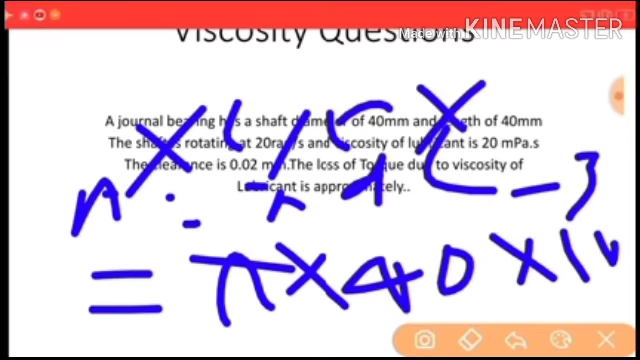 Made with KINEMASTER
Viscosity Questions
A journal bearing has a shaft diameter of 40mm and length of 40mm
The shaft is rotating at 20rad/s and viscosity of lubricant is 20 mPa.s
The clearance is 0.02 mm.The loss of Torque due to viscosity of
Lubricant is approximately..
= π × 40 × 10